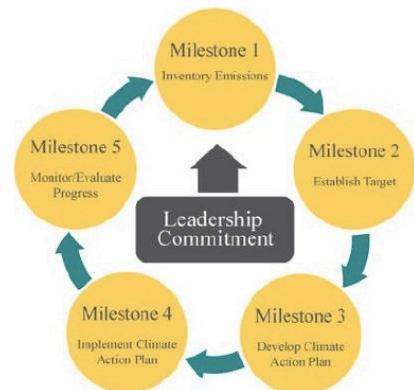 Milestone 1
Inventory Emissions
Milestone 2
Establish Target
Milestone 3
Develop Climate
Action Plan
Milestone 4
Implement Climate
Action Plan
Milestone 5
Monitor/Evaluate
Progress
Leadership
Commitment